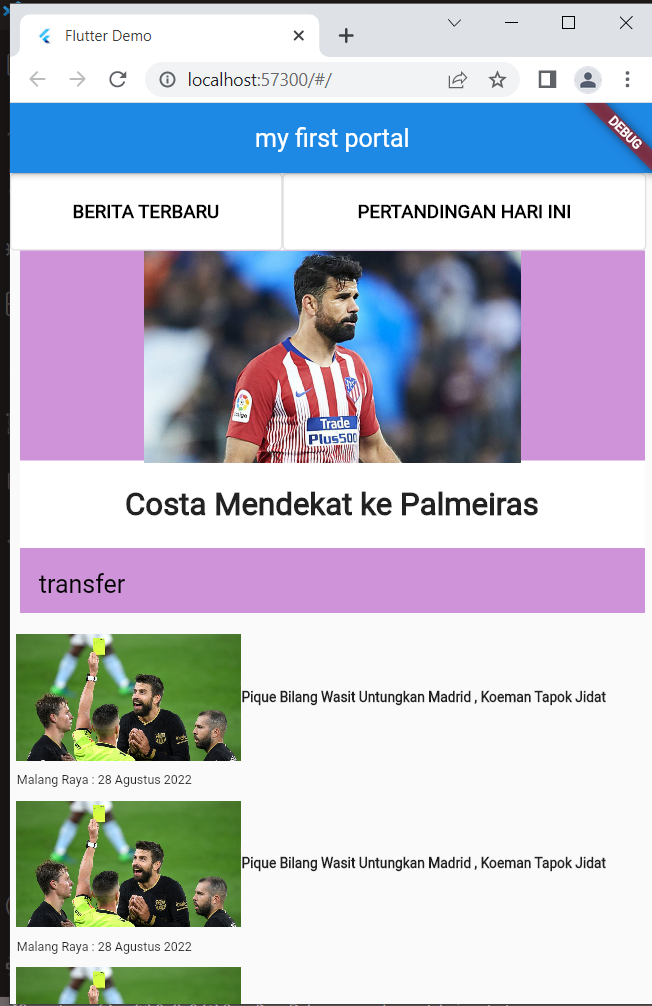 Flutter Demo
localhost:57300/#/
my first portal
DEBUG
BERITA TERBARU
PERTANDINGAN HARI INI
Trade
Plus500
Costa Mendekat ke Palmeiras
transfer
Pique Bilang Wasit Untungkan Madrid , Koeman Tapok Jidat
Malang Raya : 28 Agustus 2022
Pique Bilang Wasit Untungkan Madrid , Koeman Tapok Jidat
Malang Raya : 28 Agustus 2022